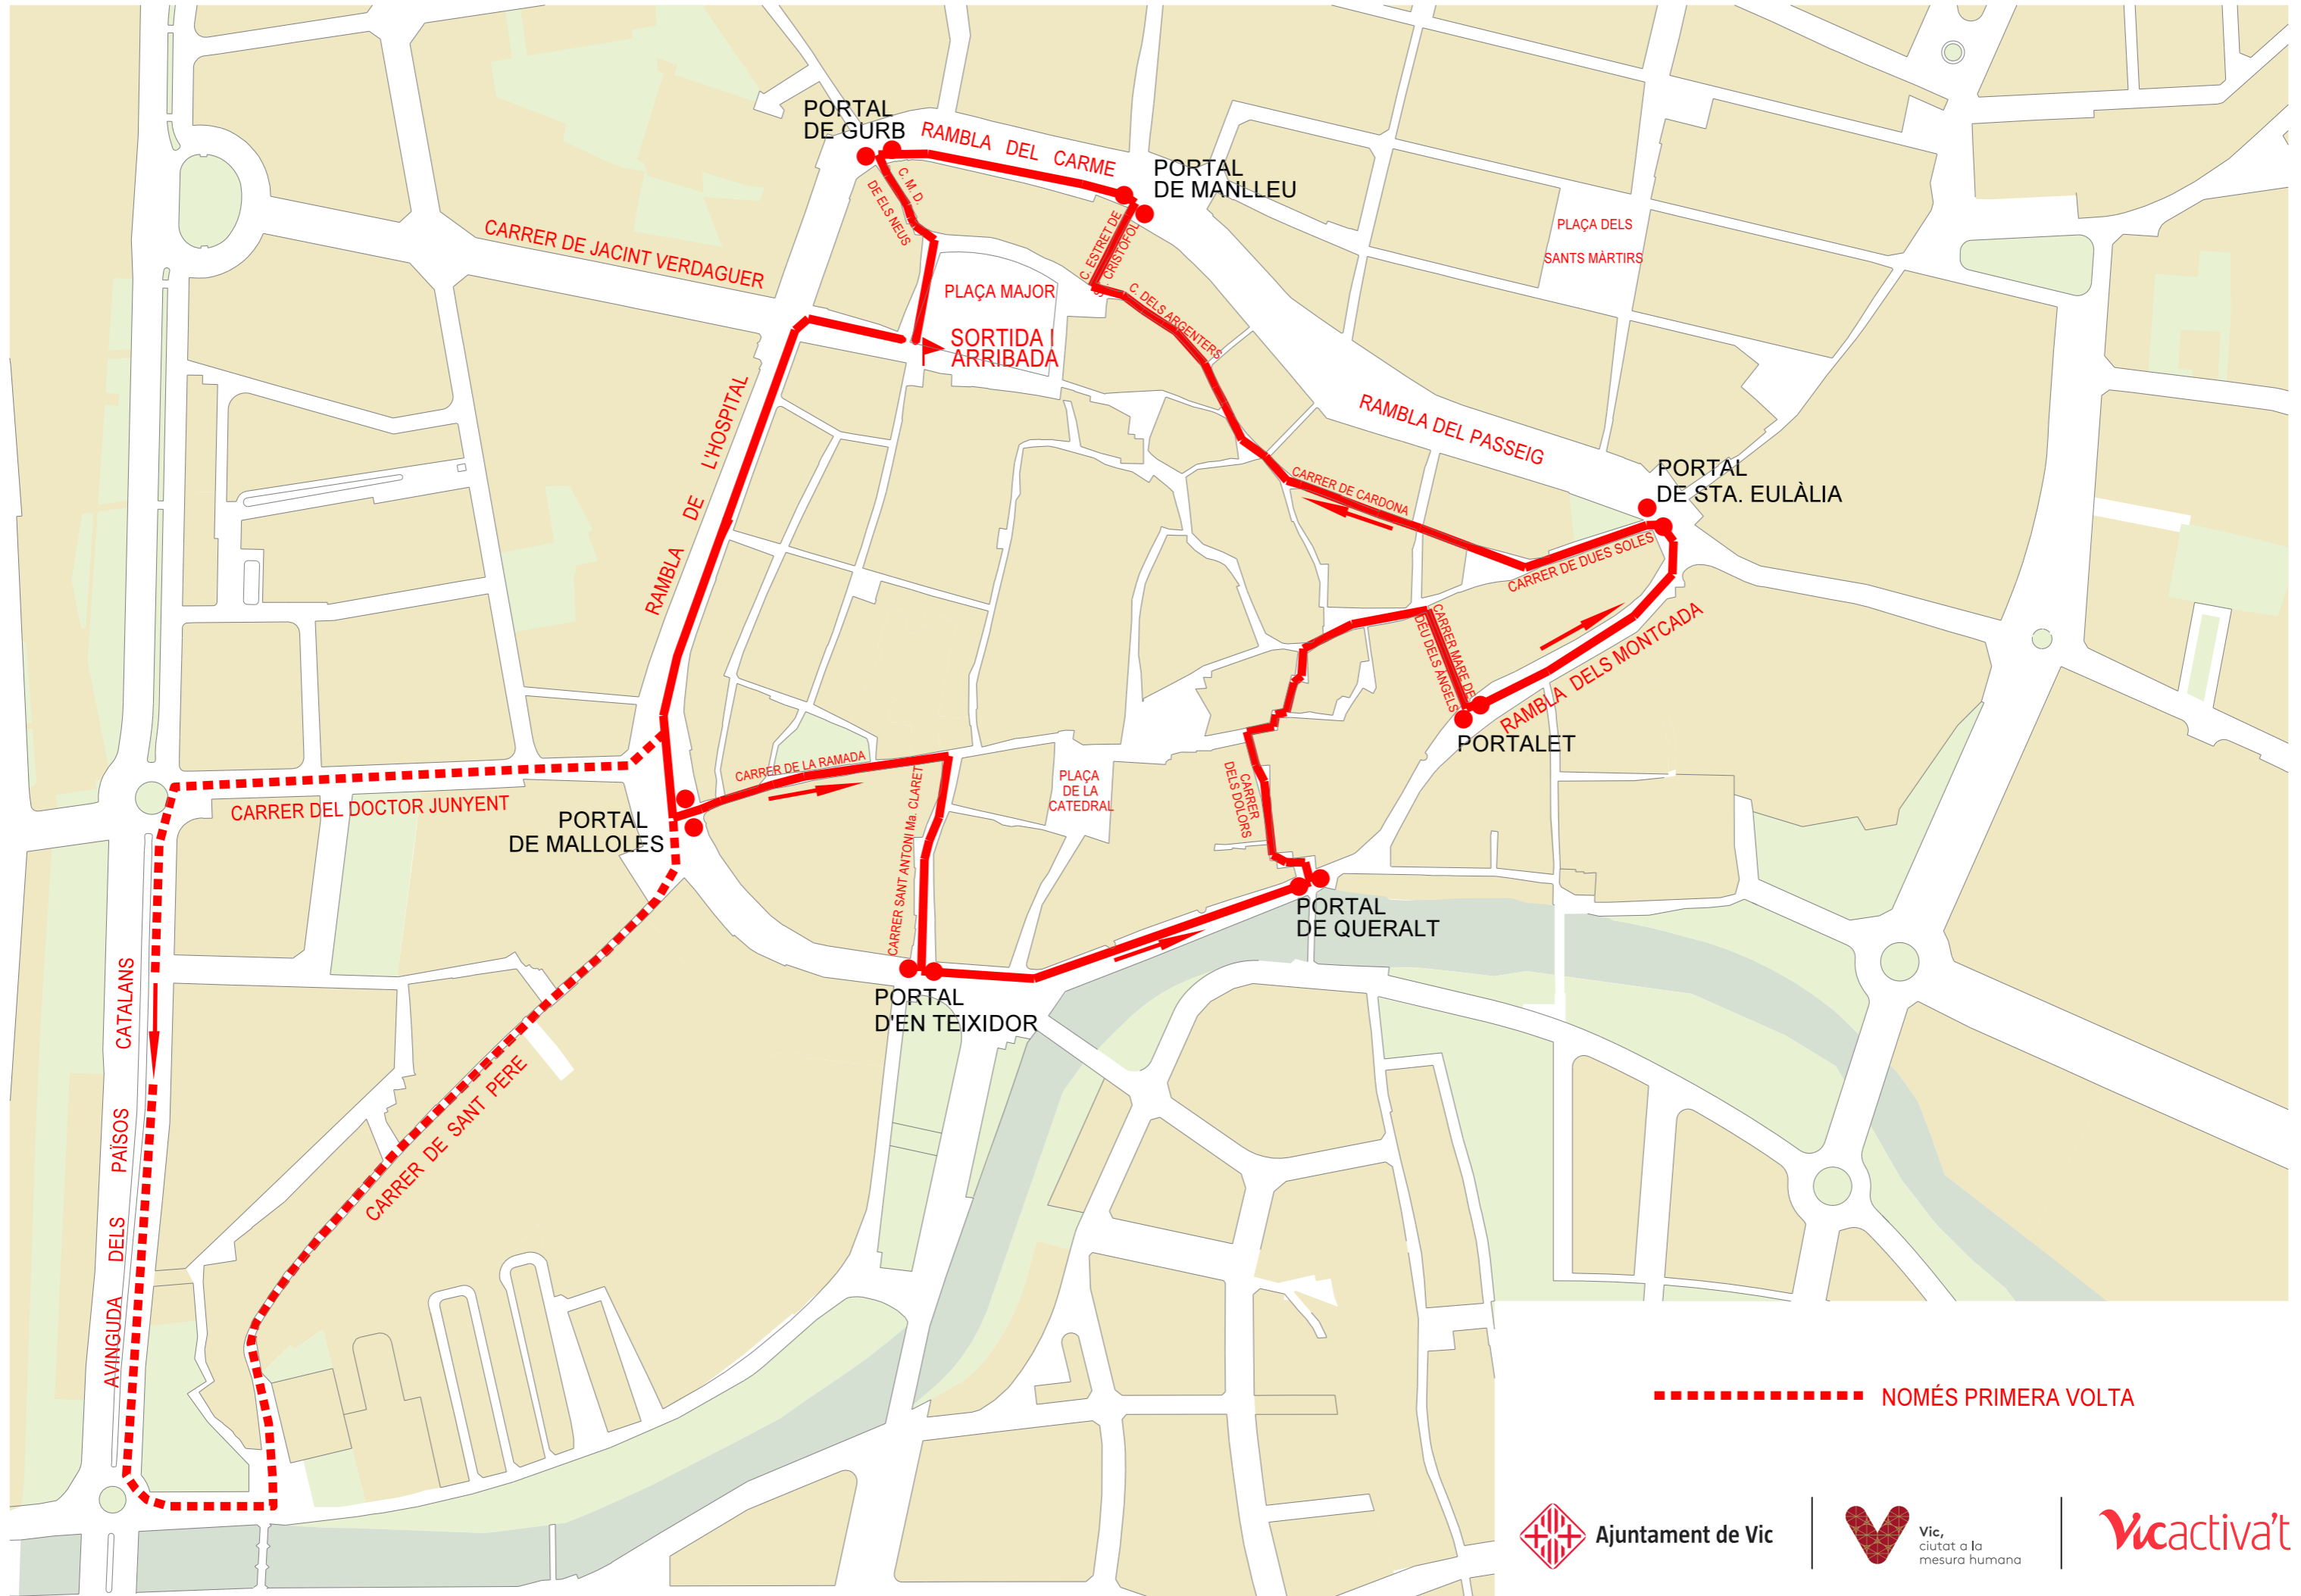 PORTAL
DE GURB
RAMBLA DEL CARME
PORTAL
DE MANLLEU
C. M. D.
DE ELS NEUS
C. ESTRET DE
S. CRISTÒFOL
PLAÇA DELS
SANTS MÀRTIRS
CARRER DE JACINT VERDAGUER
PLAÇA MAJOR
C. DELS ARGENTERS
SORTIDA I
ARRIBADA
RAMBLA DE L'HOSPITAL
RAMBLA DEL PASSEIG
PORTAL
DE STA. EULÀLIA
CARRER DE CARDONA
CARRER DE DUES SOLES
CARRER MARE DE
DEU DELS ÀNGELS
RAMBLA DELS MONTCADA
PORTALET
CARRER DE LA RAMADA
PLAÇA
DE LA
CATEDRAL
CARRER
DELS DOLORS
CARRER DEL DOCTOR JUNYENT
PORTAL
DE MALLOLES
CARRER SANT ANTONI Ma. CLARET
PORTAL
DE QUERALT
PORTAL
D'EN TEIXIDOR
AVINGUDA DELS PAÏSOS CATALANS
CARRER DE SANT PERE
NOMÉS PRIMERA VOLTA
Ajuntament de Vic
Vic,
ciutat a la
mesura humana
Vicactiva't